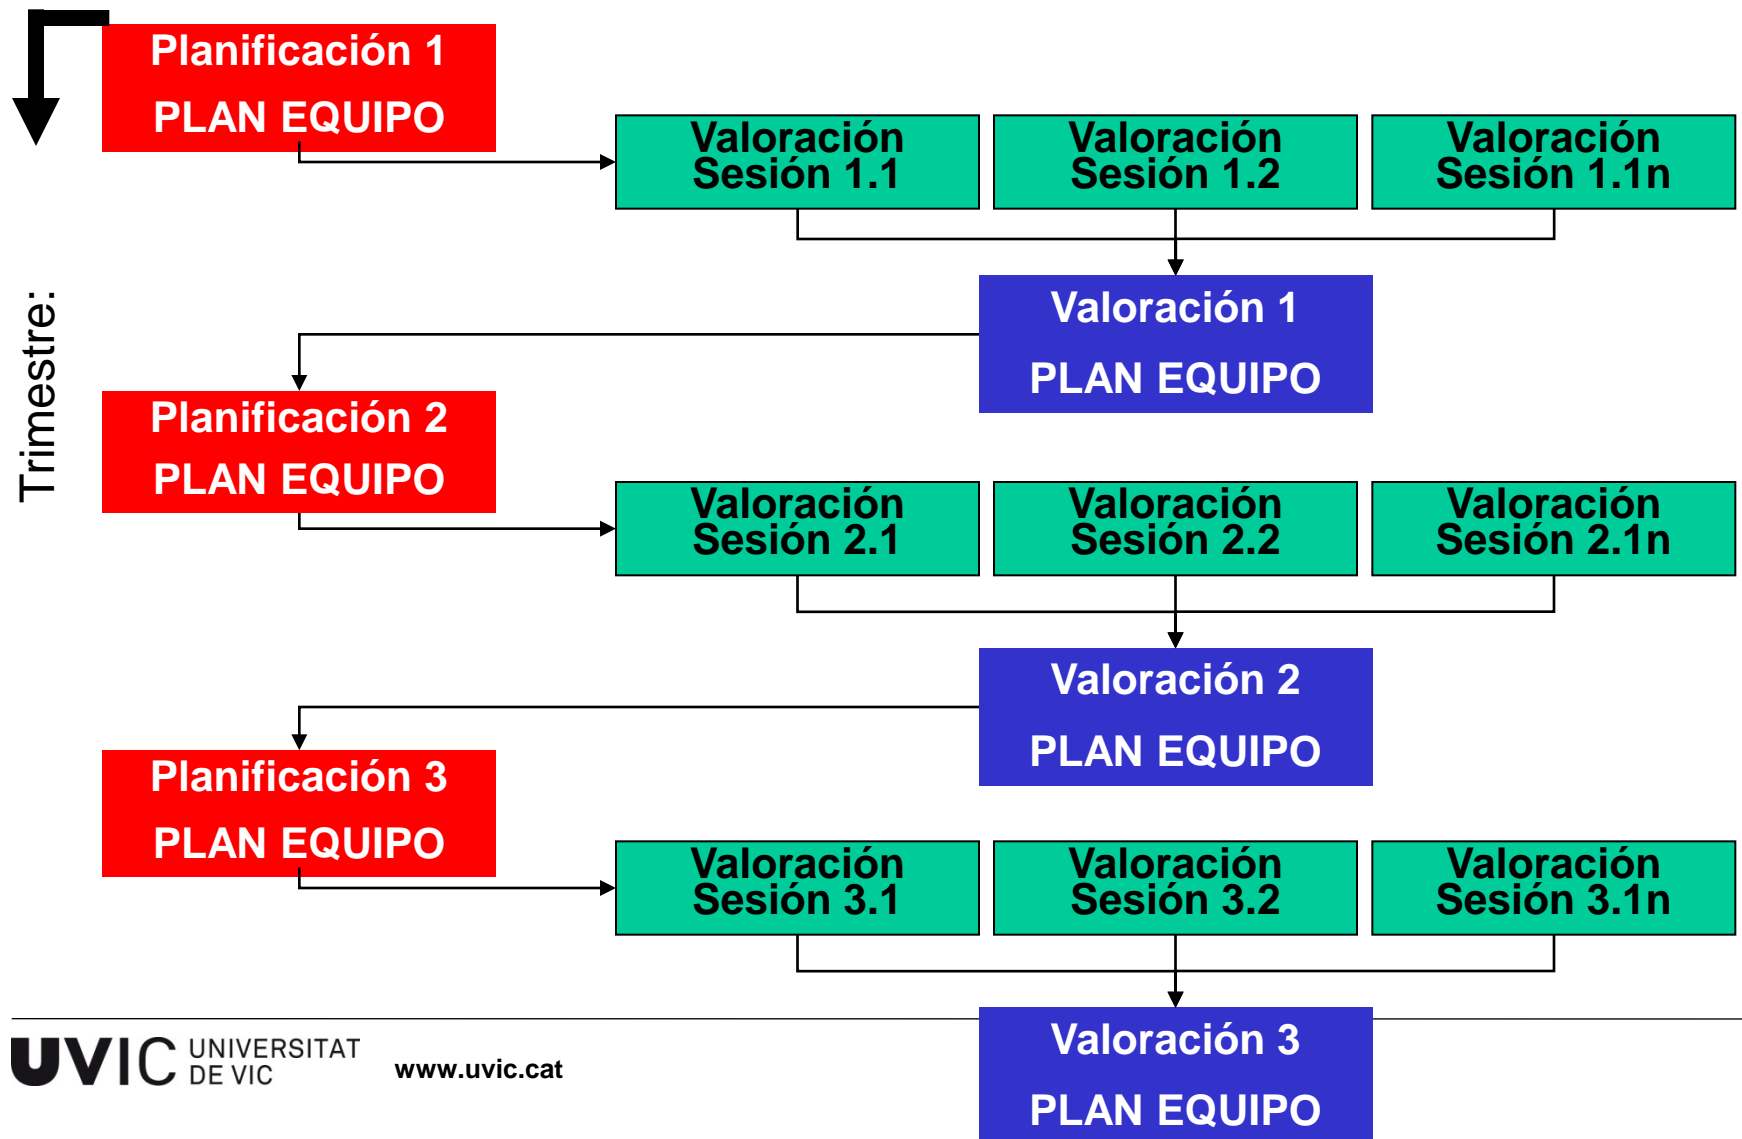 Planificación 1
PLAN EQUIPO
Valoración
Sesión 1.1
Valoración
Sesión 1.2
Valoración
Sesión 1.1n
Valoración 1
PLAN EQUIPO
Trimestre:
Planificación 2
PLAN EQUIPO
Valoración
Sesión 2.1
Valoración
Sesión 2.2
Valoración
Sesión 2.1n
Valoración 2
PLAN EQUIPO
Planificación 3
PLAN EQUIPO
Valoración
Sesión 3.1
Valoración
Sesión 3.2
Valoración
Sesión 3.1n
Valoración 3
PLAN EQUIPO
UVIC UNIVERSITAT
DE VIC
www.uvic.cat